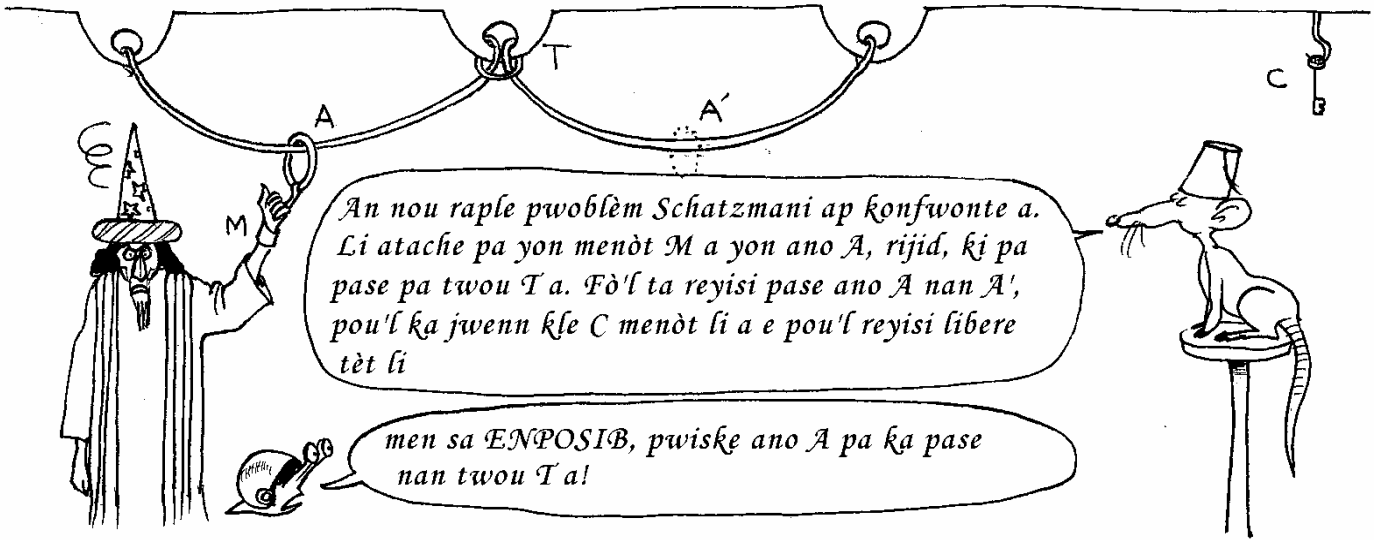 T
A
A'
C
M
An nou raple pwoblèm Schatzmani ap konfwonte a.
Li atache pa yon menòt M a yon ano A, rijid, ki pa
pase pa twou T a. Fò'l ta reyisi pase ano A nan A',
pou'l ka jwenn kle C menòt li a e pou'l reyisi libere
tèt li
men sa ENPOSIB, pwiske ano A pa ka pase
nan twou T a!